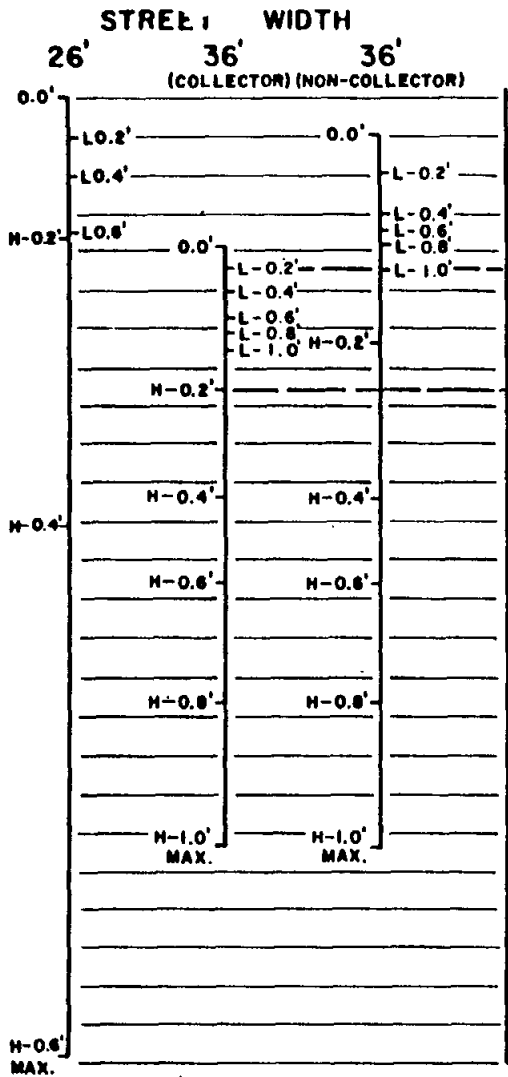 STREET WIDTH
26' 36' 36'
(COLLECTOR) (NON-COLLECTOR)
0.0'
L0.2' 0.0'
L0.4' L-0.2'
L-0.4'
L0.6' L-0.6'
H-0.2'
0.0' L-0.8'
L-0.2' L-1.0'
L-0.4'
L-0.6'
L-0.8'
H-0.2'
L-1.0'
H-0.2'
H-0.4' H-0.4'
H-0.4'
H-0.6' H-0.6'
H-0.8' H-0.8'
H-1.0' H-1.0'
MAX. MAX.
H-0.6'
MAX.